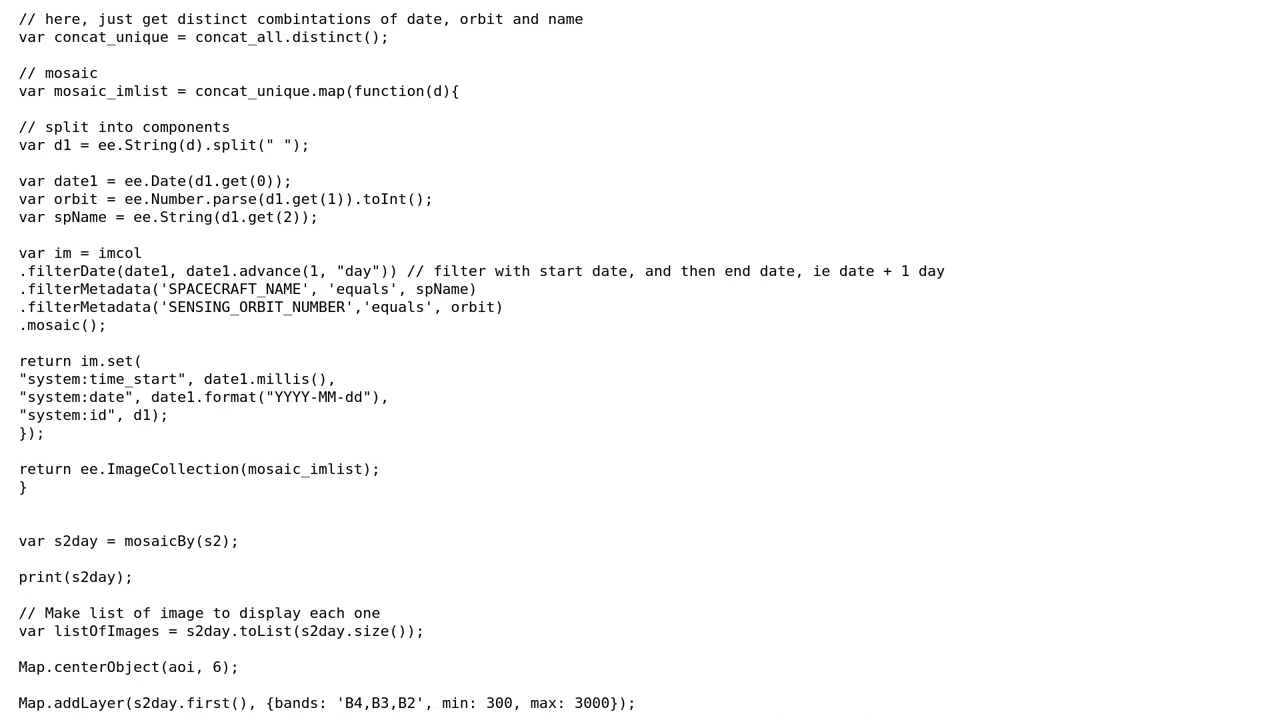 // here, just get distinct combintations of date, orbit and name
var concat_unique = concat_all.distinct();
// mosaic
var mosaic_imlist = concat_unique.map(function(d){
// split into components
var d1 = ee.String(d).split(" ");
var date1 = ee.Date(d1.get(0));
var orbit = ee.Number.parse(d1.get(1)).toInt();
var spName = ee.String(d1.get(2));
var im = imcol
.filterDate(date1, date1.advance(1, "day")) // filter with start date, and then end date, ie date + 1 day
.filterMetadata('SPACECRAFT_NAME', 'equals', spName)
.filterMetadata('SENSING_ORBIT_NUMBER','equals', orbit)
.mosaic();
return im.set(
"system:time_start", date1.millis(),
"system:date", date1.format("YYYY-MM-dd"),
"system:id", d1);
});
return ee.ImageCollection(mosaic_imlist);
}
var s2day = mosaicBy(s2);
print(s2day);
// Make list of image to display each one
var listOfImages = s2day.toList(s2day.size());
Map.centerObject(aoi, 6);
Map.addLayer(s2day.first(), {bands: 'B4,B3,B2', min: 300, max: 3000});